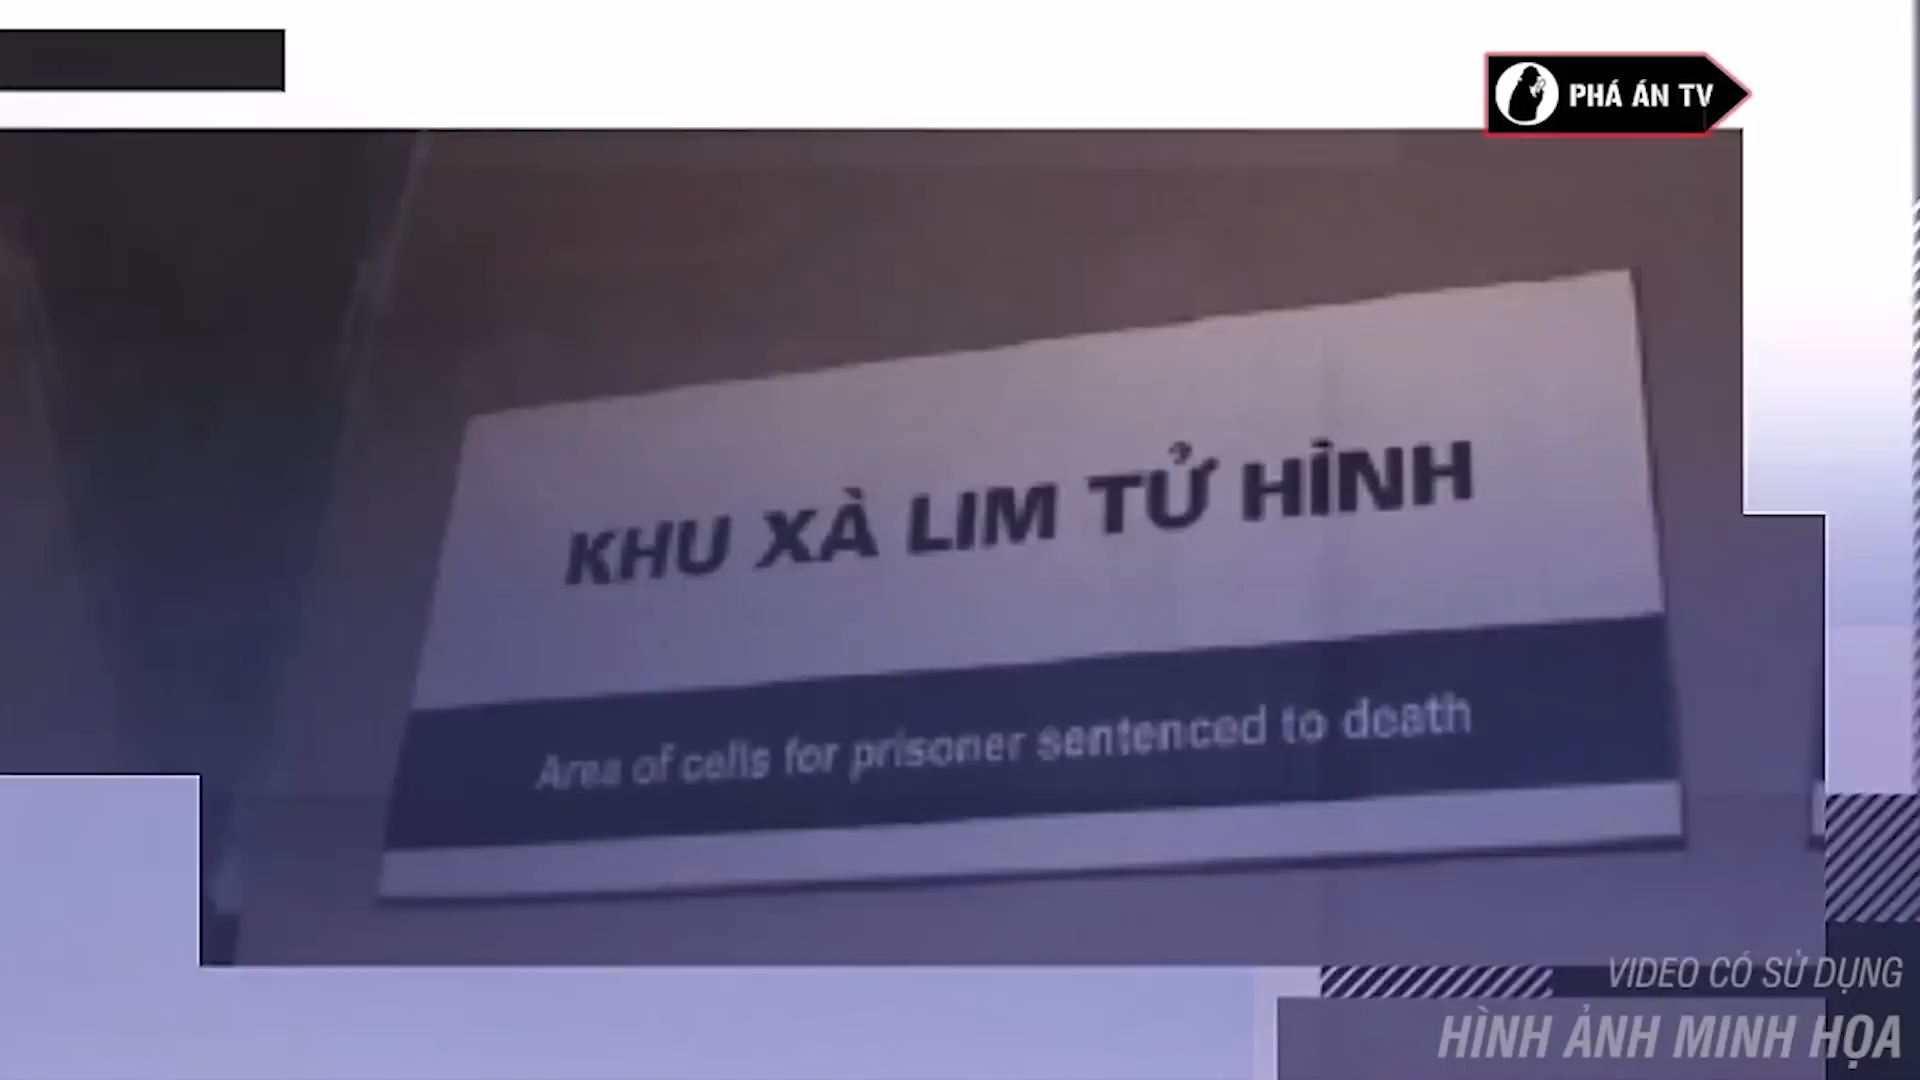 PHÁ ÁN TV
KHU XÀ LIM TỬ HÌNH
Area of cells for prisoner sentenced to death
VIDEO CÓ SỬ DỤNG
HÌNH ẢNH MINH HỌA